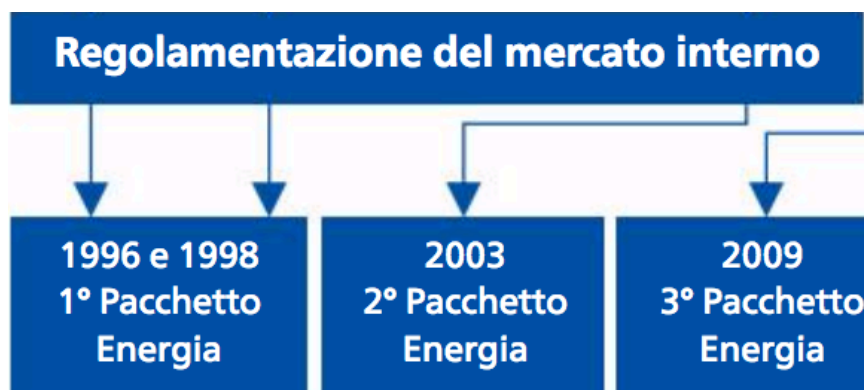 Regolamentazione del mercato interno
1996 e 1998
1° Pacchetto
Energia
2003
2° Pacchetto
Energia
2009
3° Pacchetto
Energia